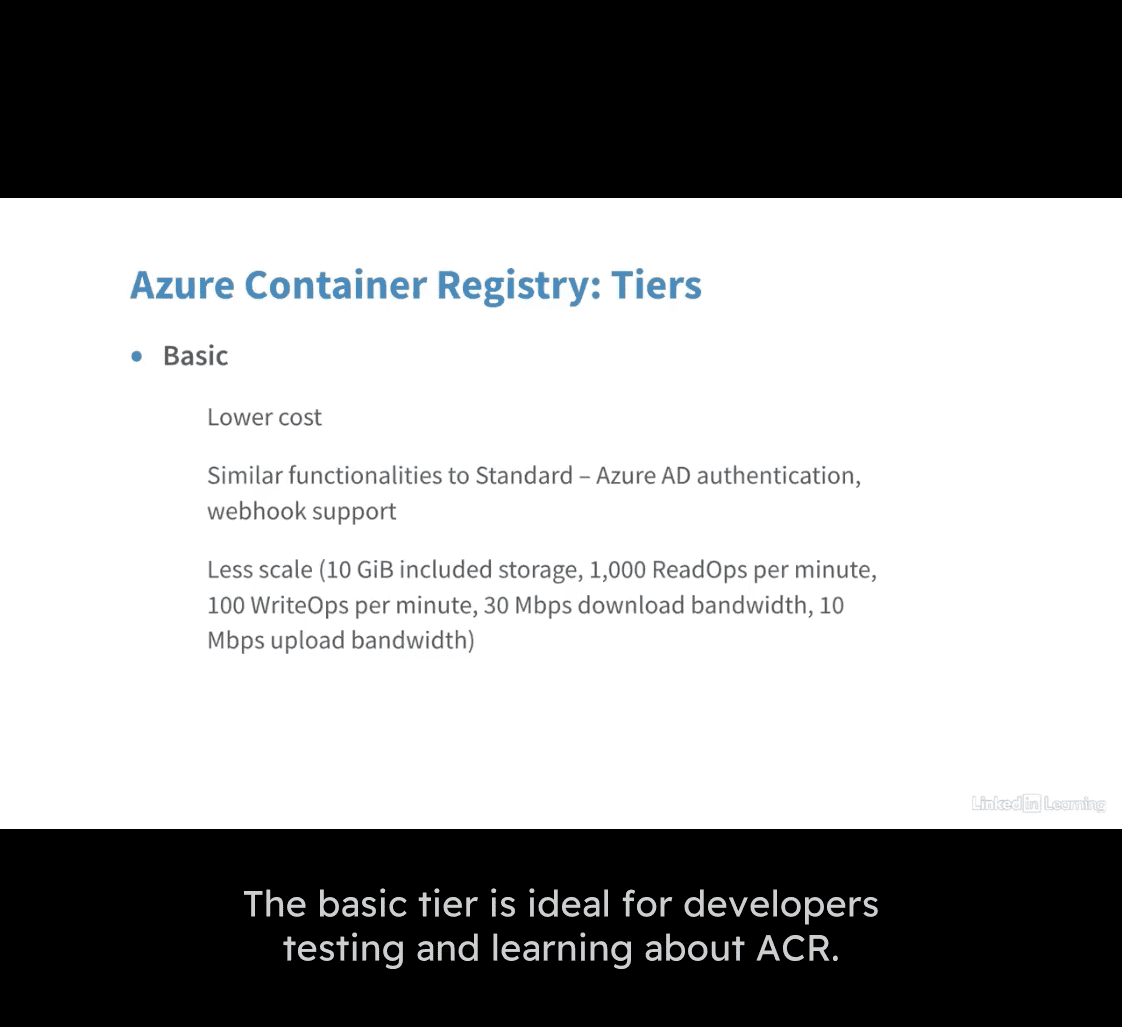 Azure Container Registry: Tiers
• Basic
Lower cost
Similar functionalities to Standard – Azure AD authentication,
webhook support
Less scale (10 GiB included storage, 1,000 ReadOps per minute,
100 WriteOps per minute, 30 Mbps download bandwidth, 10
Mbps upload bandwidth)
Linked in Learning
The basic tier is ideal for developers
testing and learning about ACR.